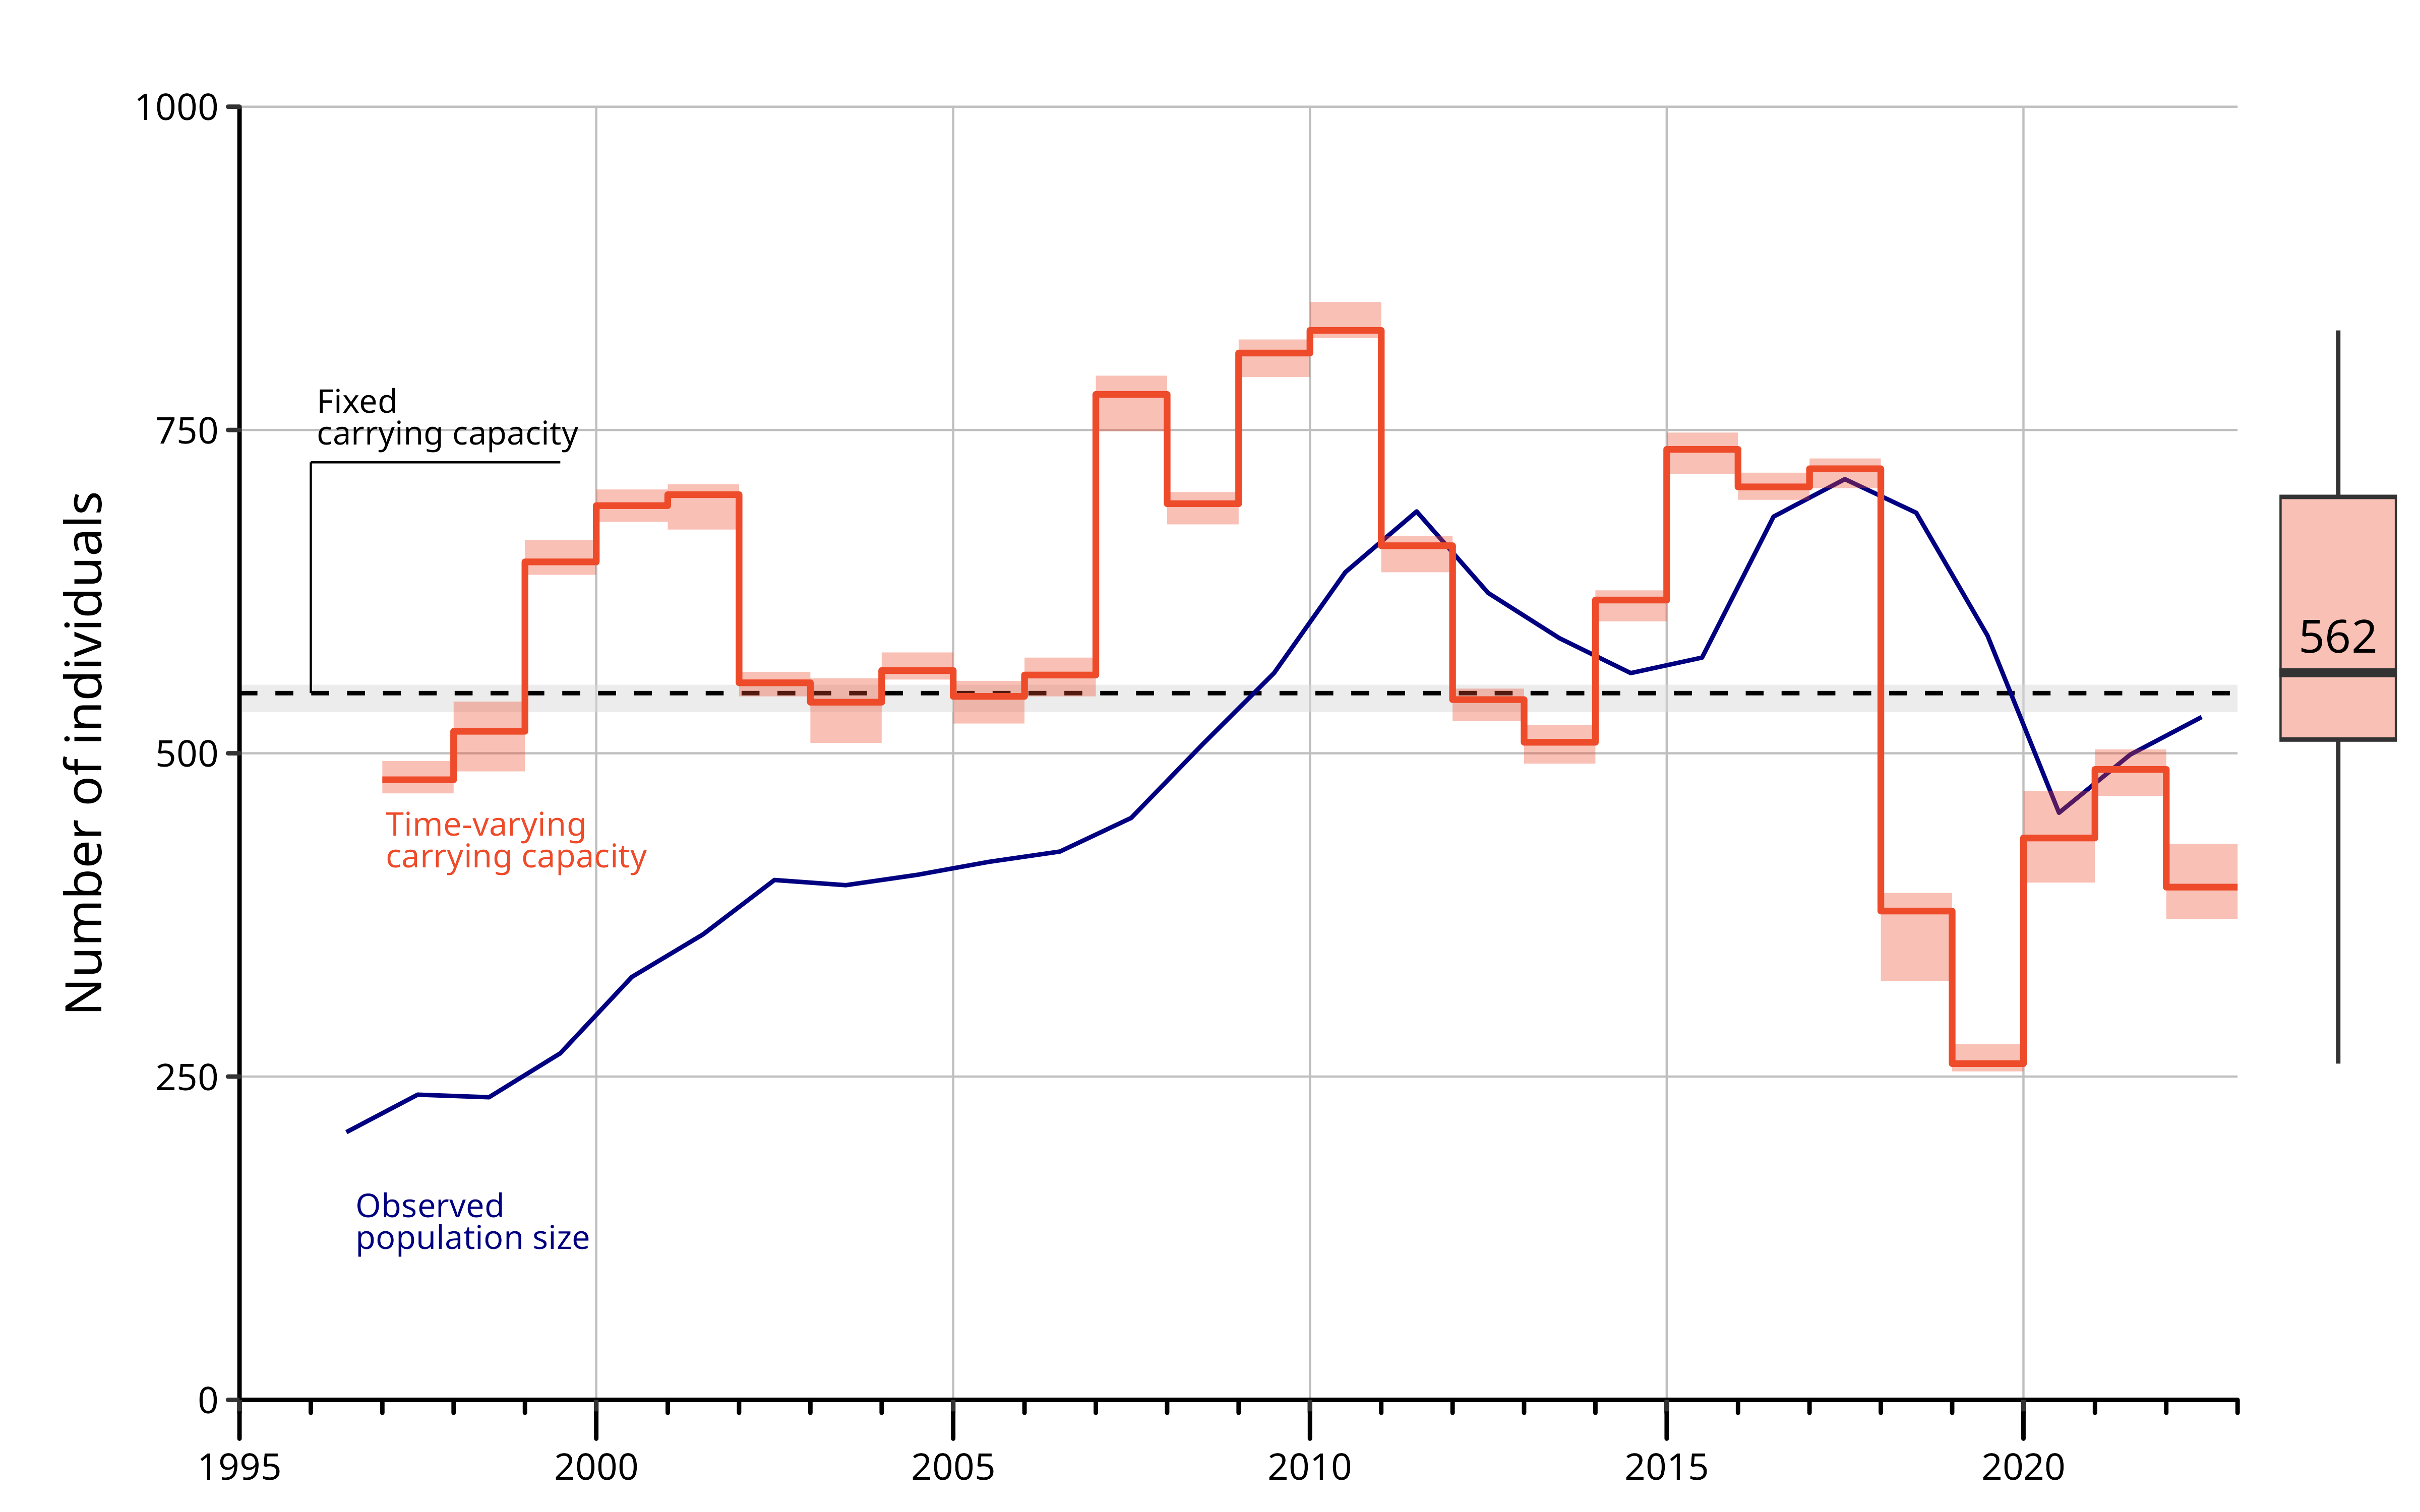 1000
750
500
250
0
Number of individuals
Fixed
carrying capacity
Time-varying
carrying capacity
Observed
population size
562
1995
2000
2005
2010
2015
2020